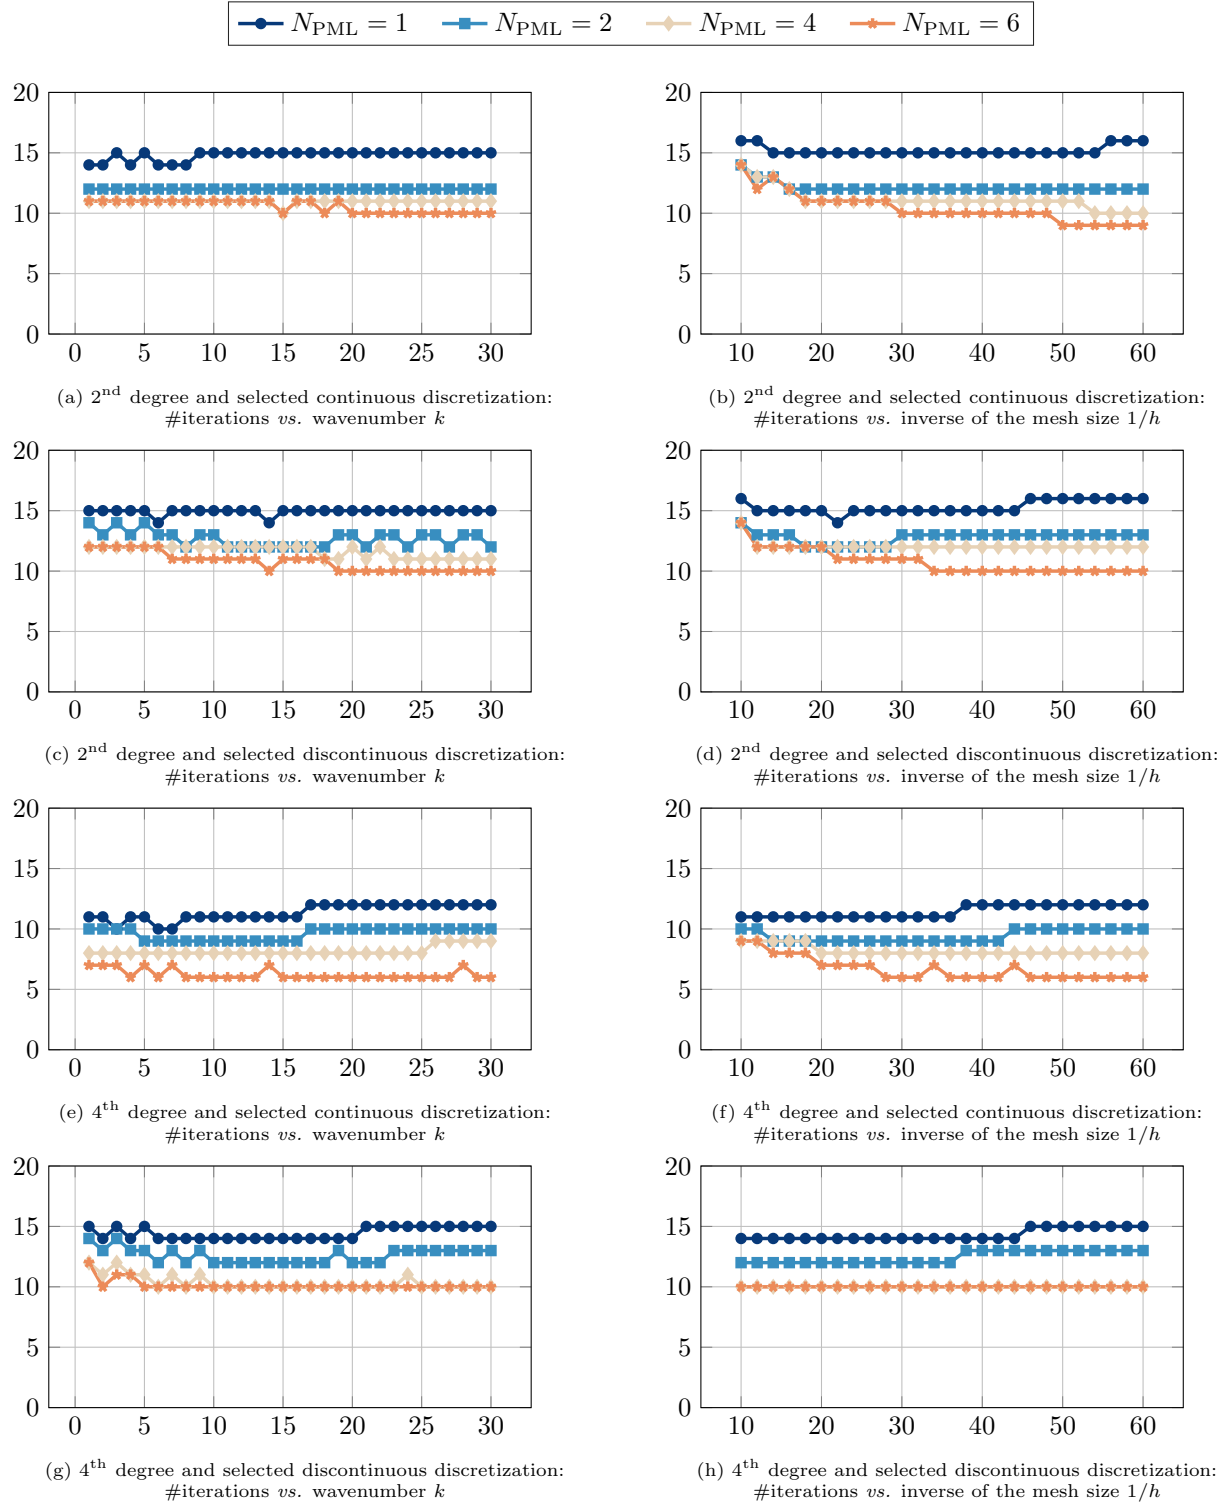 N_PML = 1 N_PML = 2 N_PML = 4 N_PML = 6
20
15
10
5
0
0 5 10 15 20 25 30
(a) 2nd degree and selected continuous discretization:
#iterations vs. wavenumber k
20
15
10
5
0
10 20 30 40 50 60
(b) 2nd degree and selected continuous discretization:
#iterations vs. inverse of the mesh size 1/h
20
15
10
5
0
0 5 10 15 20 25 30
(c) 2nd degree and selected discontinuous discretization:
#iterations vs. wavenumber k
20
15
10
5
0
10 20 30 40 50 60
(d) 2nd degree and selected discontinuous discretization:
#iterations vs. inverse of the mesh size 1/h
20
15
10
5
0
0 5 10 15 20 25 30
(e) 4th degree and selected continuous discretization:
#iterations vs. wavenumber k
20
15
10
5
0
10 20 30 40 50 60
(f) 4th degree and selected continuous discretization:
#iterations vs. inverse of the mesh size 1/h
20
15
10
5
0
0 5 10 15 20 25 30
(g) 4th degree and selected discontinuous discretization:
#iterations vs. wavenumber k
20
15
10
5
0
10 20 30 40 50 60
(h) 4th degree and selected discontinuous discretization:
#iterations vs. inverse of the mesh size 1/h